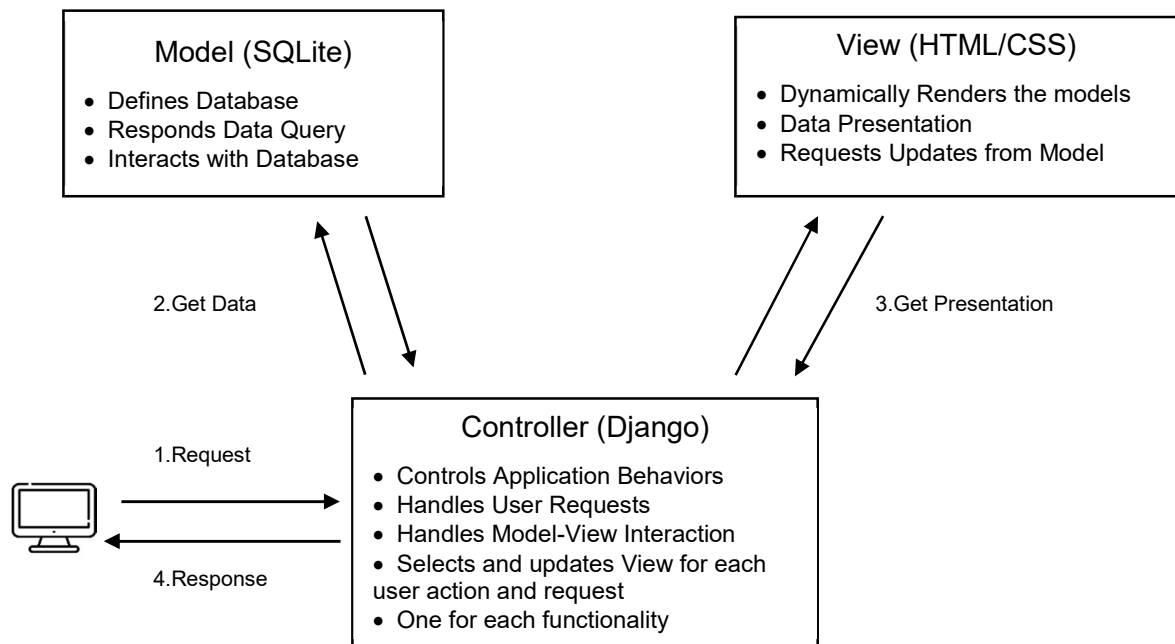 Model (SQLite)
• Defines Database
• Responds Data Query
• Interacts with Database
View (HTML/CSS)
• Dynamically Renders the models
• Data Presentation
• Requests Updates from Model
2.Get Data
3.Get Presentation
Controller (Django)
• Controls Application Behaviors
• Handles User Requests
• Handles Model-View Interaction
• Selects and updates View for each
user action and request
• One for each functionality
1.Request
4.Response